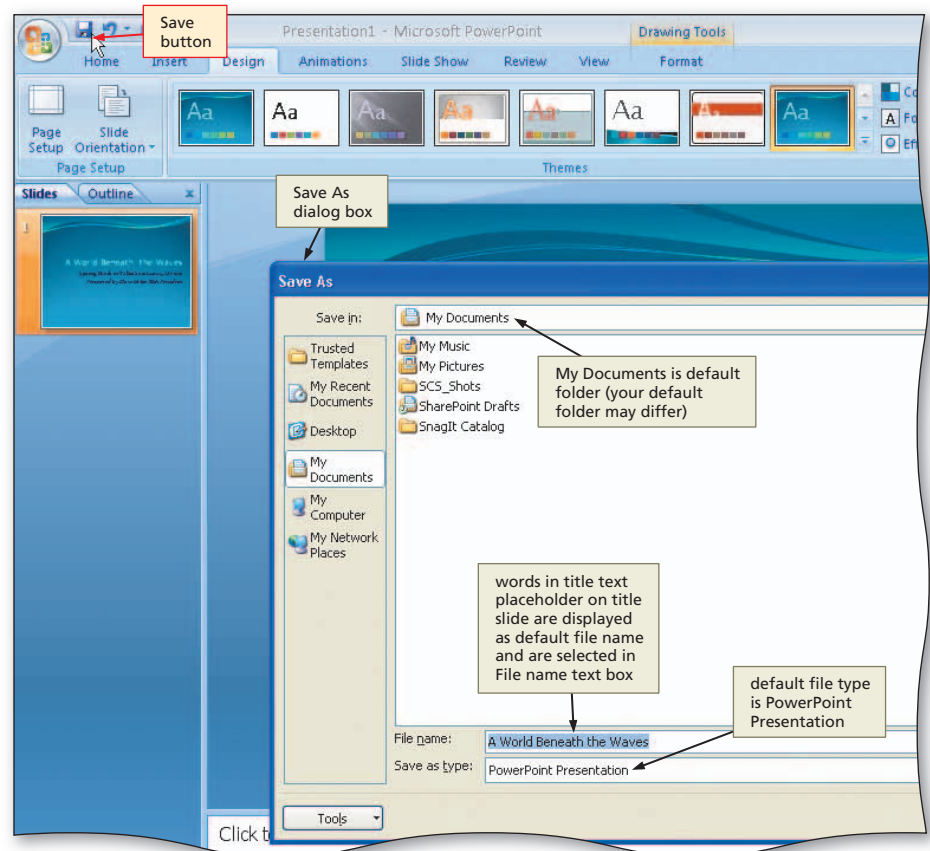 Save
button
Presentation1 - Microsoft PowerPoint
Drawing Tools
Home Insert Design Animations Slide Show Review View Format
Aa Aa Aa Aa Aa Aa A Aa
Page
Setup
Slide
Orientation
Page Setup
Themes
Slides Outline x
1
A World Beneath the Waves
Save As
dialog box
Save As
Save in: My Documents
Trusted
Templates
My Recent
Documents
Desktop
My
Documents
My
Computer
My Network
Places
My Music
My Pictures
SCS_Shots
SharePoint Drafts
SnagIt Catalog
My Documents is default
folder (your default
folder may differ)
words in title text
placeholder on title
slide are displayed
as default file name
and are selected in
File name text box
default file type
is PowerPoint
Presentation
File name: A World Beneath the Waves
Save as type: PowerPoint Presentation
Tools
Click t